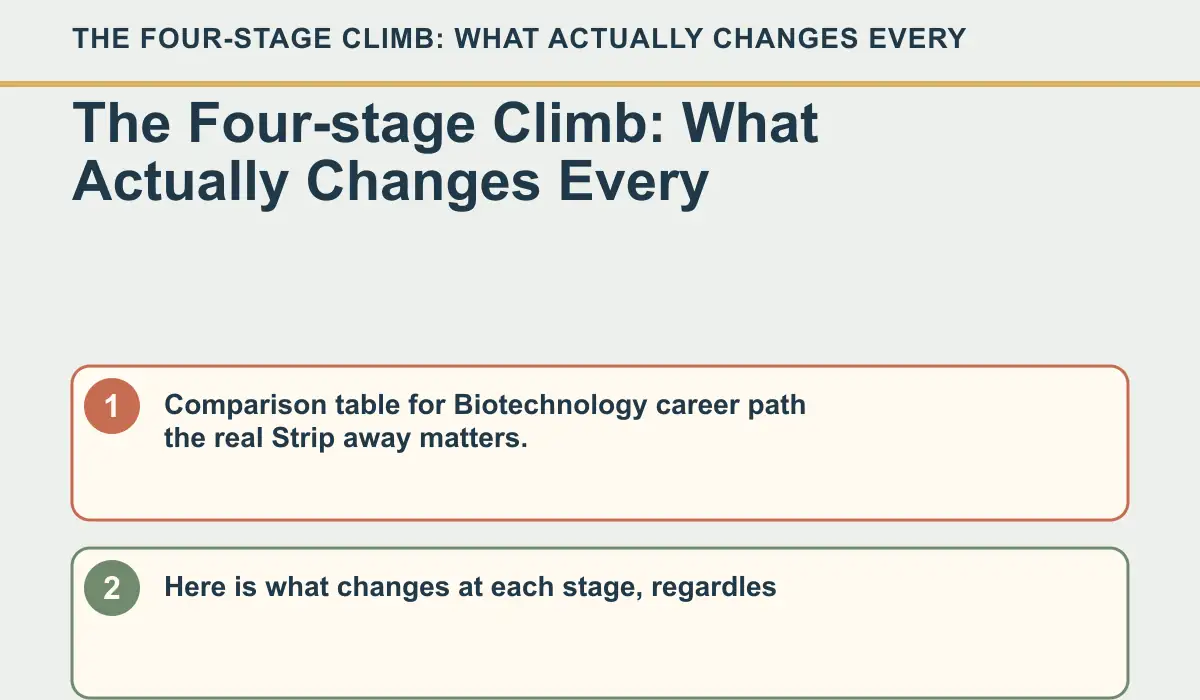 THE FOUR-STAGE CLIMB: WHAT ACTUALLY CHANGES EVERY
The Four-stage Climb: What
Actually Changes Every
1
Comparison table for Biotechnology career path
the real Strip away matters.
2
Here is what changes at each stage, regardles